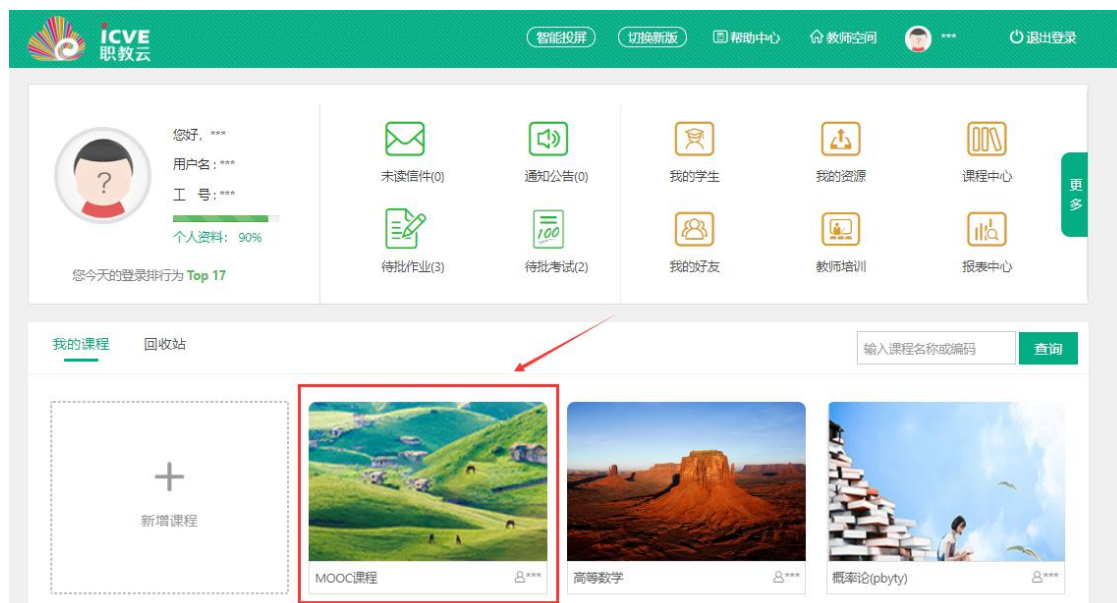 icve
职教云
智能投屏 切换新版 帮助中心 教师空间 *** 退出登录
您好，***
用户名：***
工 号：***
个人资料： 90%
您今天的登录排行为 Top 17
未读信件(0) 通知公告(0) 我的学生 我的资源 课程中心
待批作业(3) 100 待批考试(2) 我的好友 教师培训 报表中心
更多
我的课程 回收站 输入课程名称或编码 查询
新增课程
MOOC课程 *** 高等数学 *** 概率论(pbyty) ***